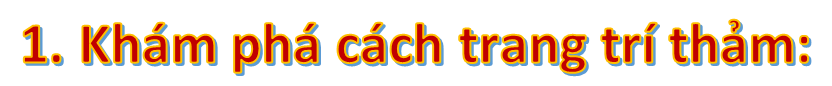 1. Khám phá cách trang trí thảm: